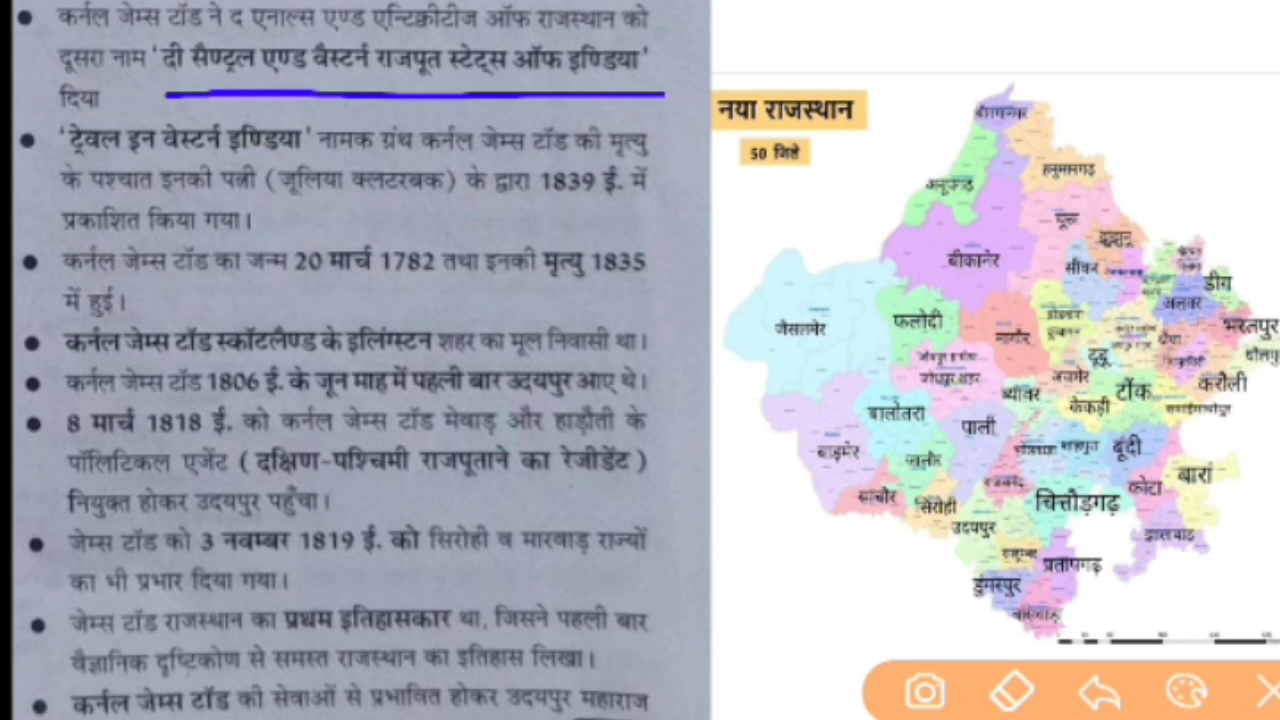 कर्नल जेम्स टॉड ने द एनाल्स एण्ड एन्टिक्वीटीज ऑफ राजस्थान को
दूसरा नाम 'दी सैण्ट्रल एण्ड वैस्टर्न राजपूत स्टेट्स ऑफ इण्डिया'
दिया
'ट्रेवल इन वेस्टर्न इण्डिया' नामक ग्रंथ कर्नल जेम्स टॉड की मृत्यु
के पश्चात इनकी पत्नी (जूलिया क्लटरबक) के द्वारा 1839 ई. में
प्रकाशित किया गया।
कर्नल जेम्स टॉड का जन्म 20 मार्च 1782 तथा इनकी मृत्यु 1835
में हुई।
कर्नल जेम्स टॉड स्कॉटलैण्ड के इलिंग्स्टन शहर का मूल निवासी था।
कर्नल जेम्स टॉड 1806 ई. के जून माह में पहली बार उदयपुर आए थे।
8 मार्च 1818 ई. को कर्नल जेम्स टॉड मेवाड़ और हाड़ौती के
पॉलिटिकल एजेंट (दक्षिण-पश्चिमी राजपूताने का रेजीडेंट)
नियुक्त होकर उदयपुर पहुँचा।
जेम्स टॉड को 3 नवम्बर 1819 ई. को सिरोही व मारवाड़ राज्यों
का भी प्रभार दिया गया।
जेम्स टॉड राजस्थान का प्रथम इतिहासकार था, जिसने पहली बार
वैज्ञानिक दृष्टिकोण से समस्त राजस्थान का इतिहास लिखा।
कर्नल जेम्स टॉड की सेवाओं से प्रभावित होकर उदयपुर महाराज
नया राजस्थान
50 जिले
हनुमानगढ़
अनूपगढ़
चूरू
झुंझुनू
बीकानेर
सीकर
डीग
अलवर
जैसलमेर
फलोदी
नागौर
भरतपुर
दूदू
अजमेर
ब्यावर
केकड़ी
टोंक
करौली
बालोतरा
पाली
बाड़मेर
जालौर
बूंदी
कोटा
बारां
सांचौर
सिरोही
चित्तौड़गढ़
उदयपुर
झालावाड़
प्रतापगढ़
डुंगरपुर